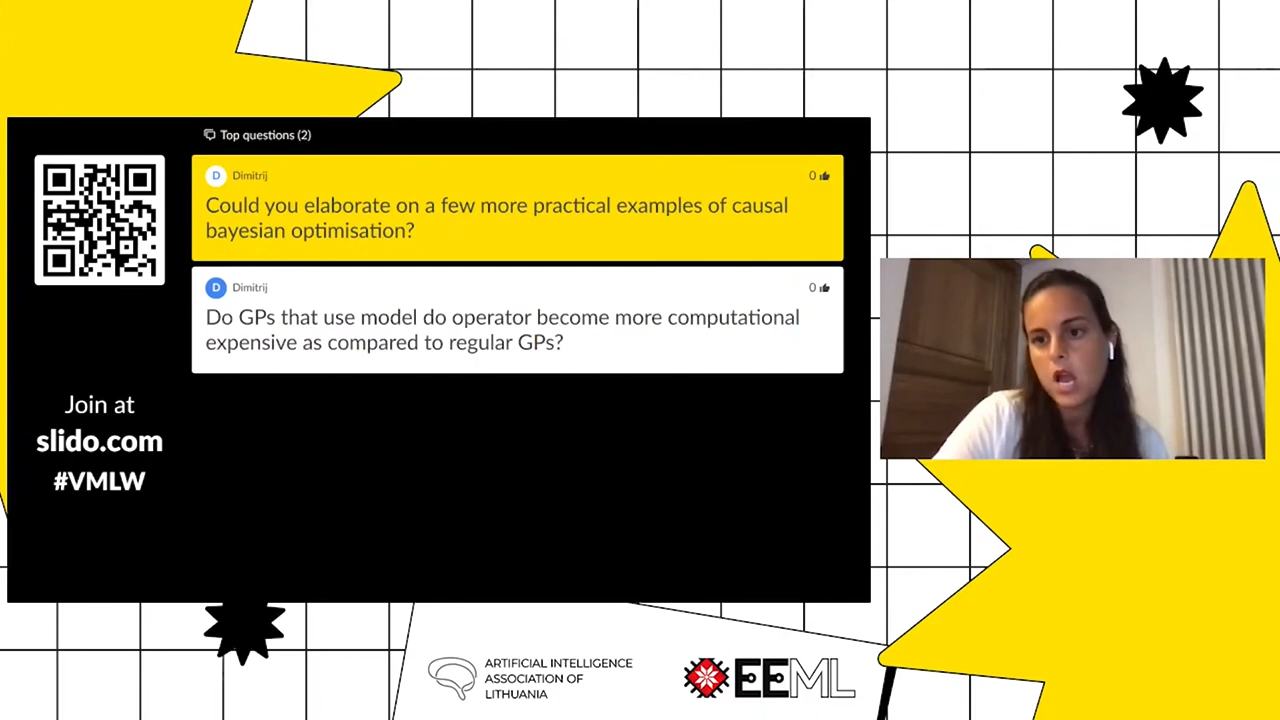 Top questions (2)
D Dimitrij
0
Could you elaborate on a few more practical examples of causal
bayesian optimisation?
D Dimitrij
0
Do GPs that use model do operator become more computational
expensive as compared to regular GPs?
Join at
slido.com
#VMLW
ARTIFICIAL INTELLIGENCE
ASSOCIATION OF
LITHUANIA
EEML